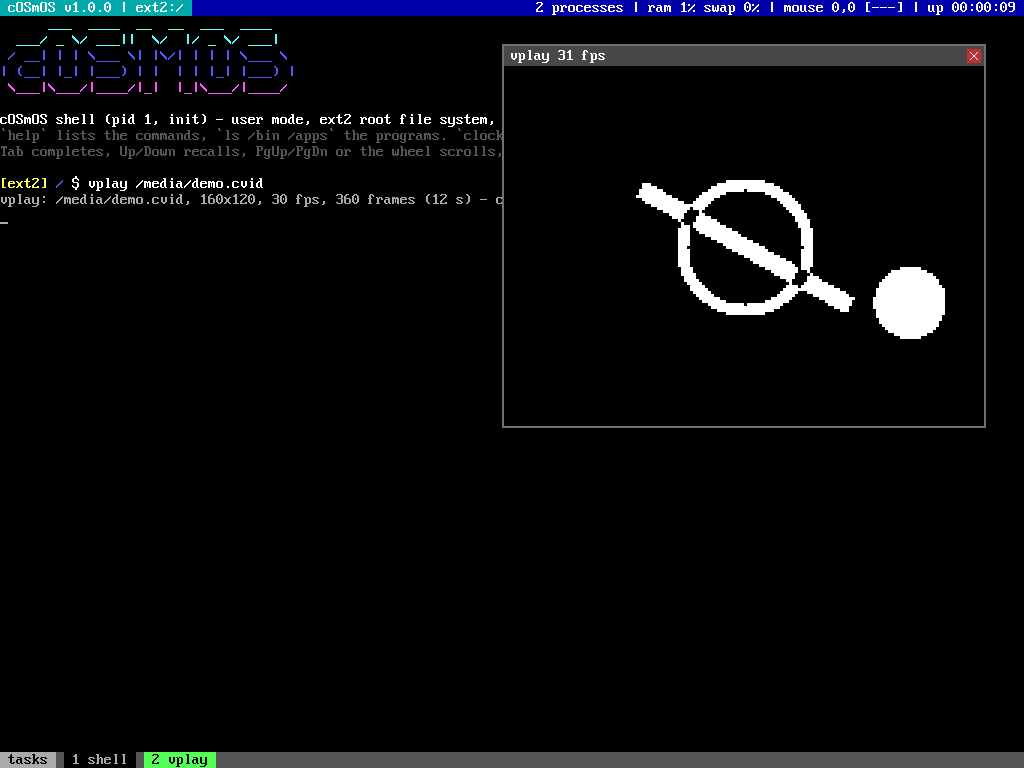 cOSmOS v1.0.0 | ext2:/
2 processes | ram 1% swap 0% | mouse 0,0 [---] | up 00:00:09
cOSmOS
vplay 31 fps
cOSmOS shell (pid 1, init) - user mode, ext2 root file system,
`help` lists the commands, `ls /bin /apps` the programs. `clock
Tab completes, Up/Down recalls, PgUp/PgDn or the wheel scrolls,
[ext2] / $ vplay /media/demo.cvid
vplay: /media/demo.cvid, 160x120, 30 fps, 360 frames (12 s) - c
tasks 1 shell 2 vplay